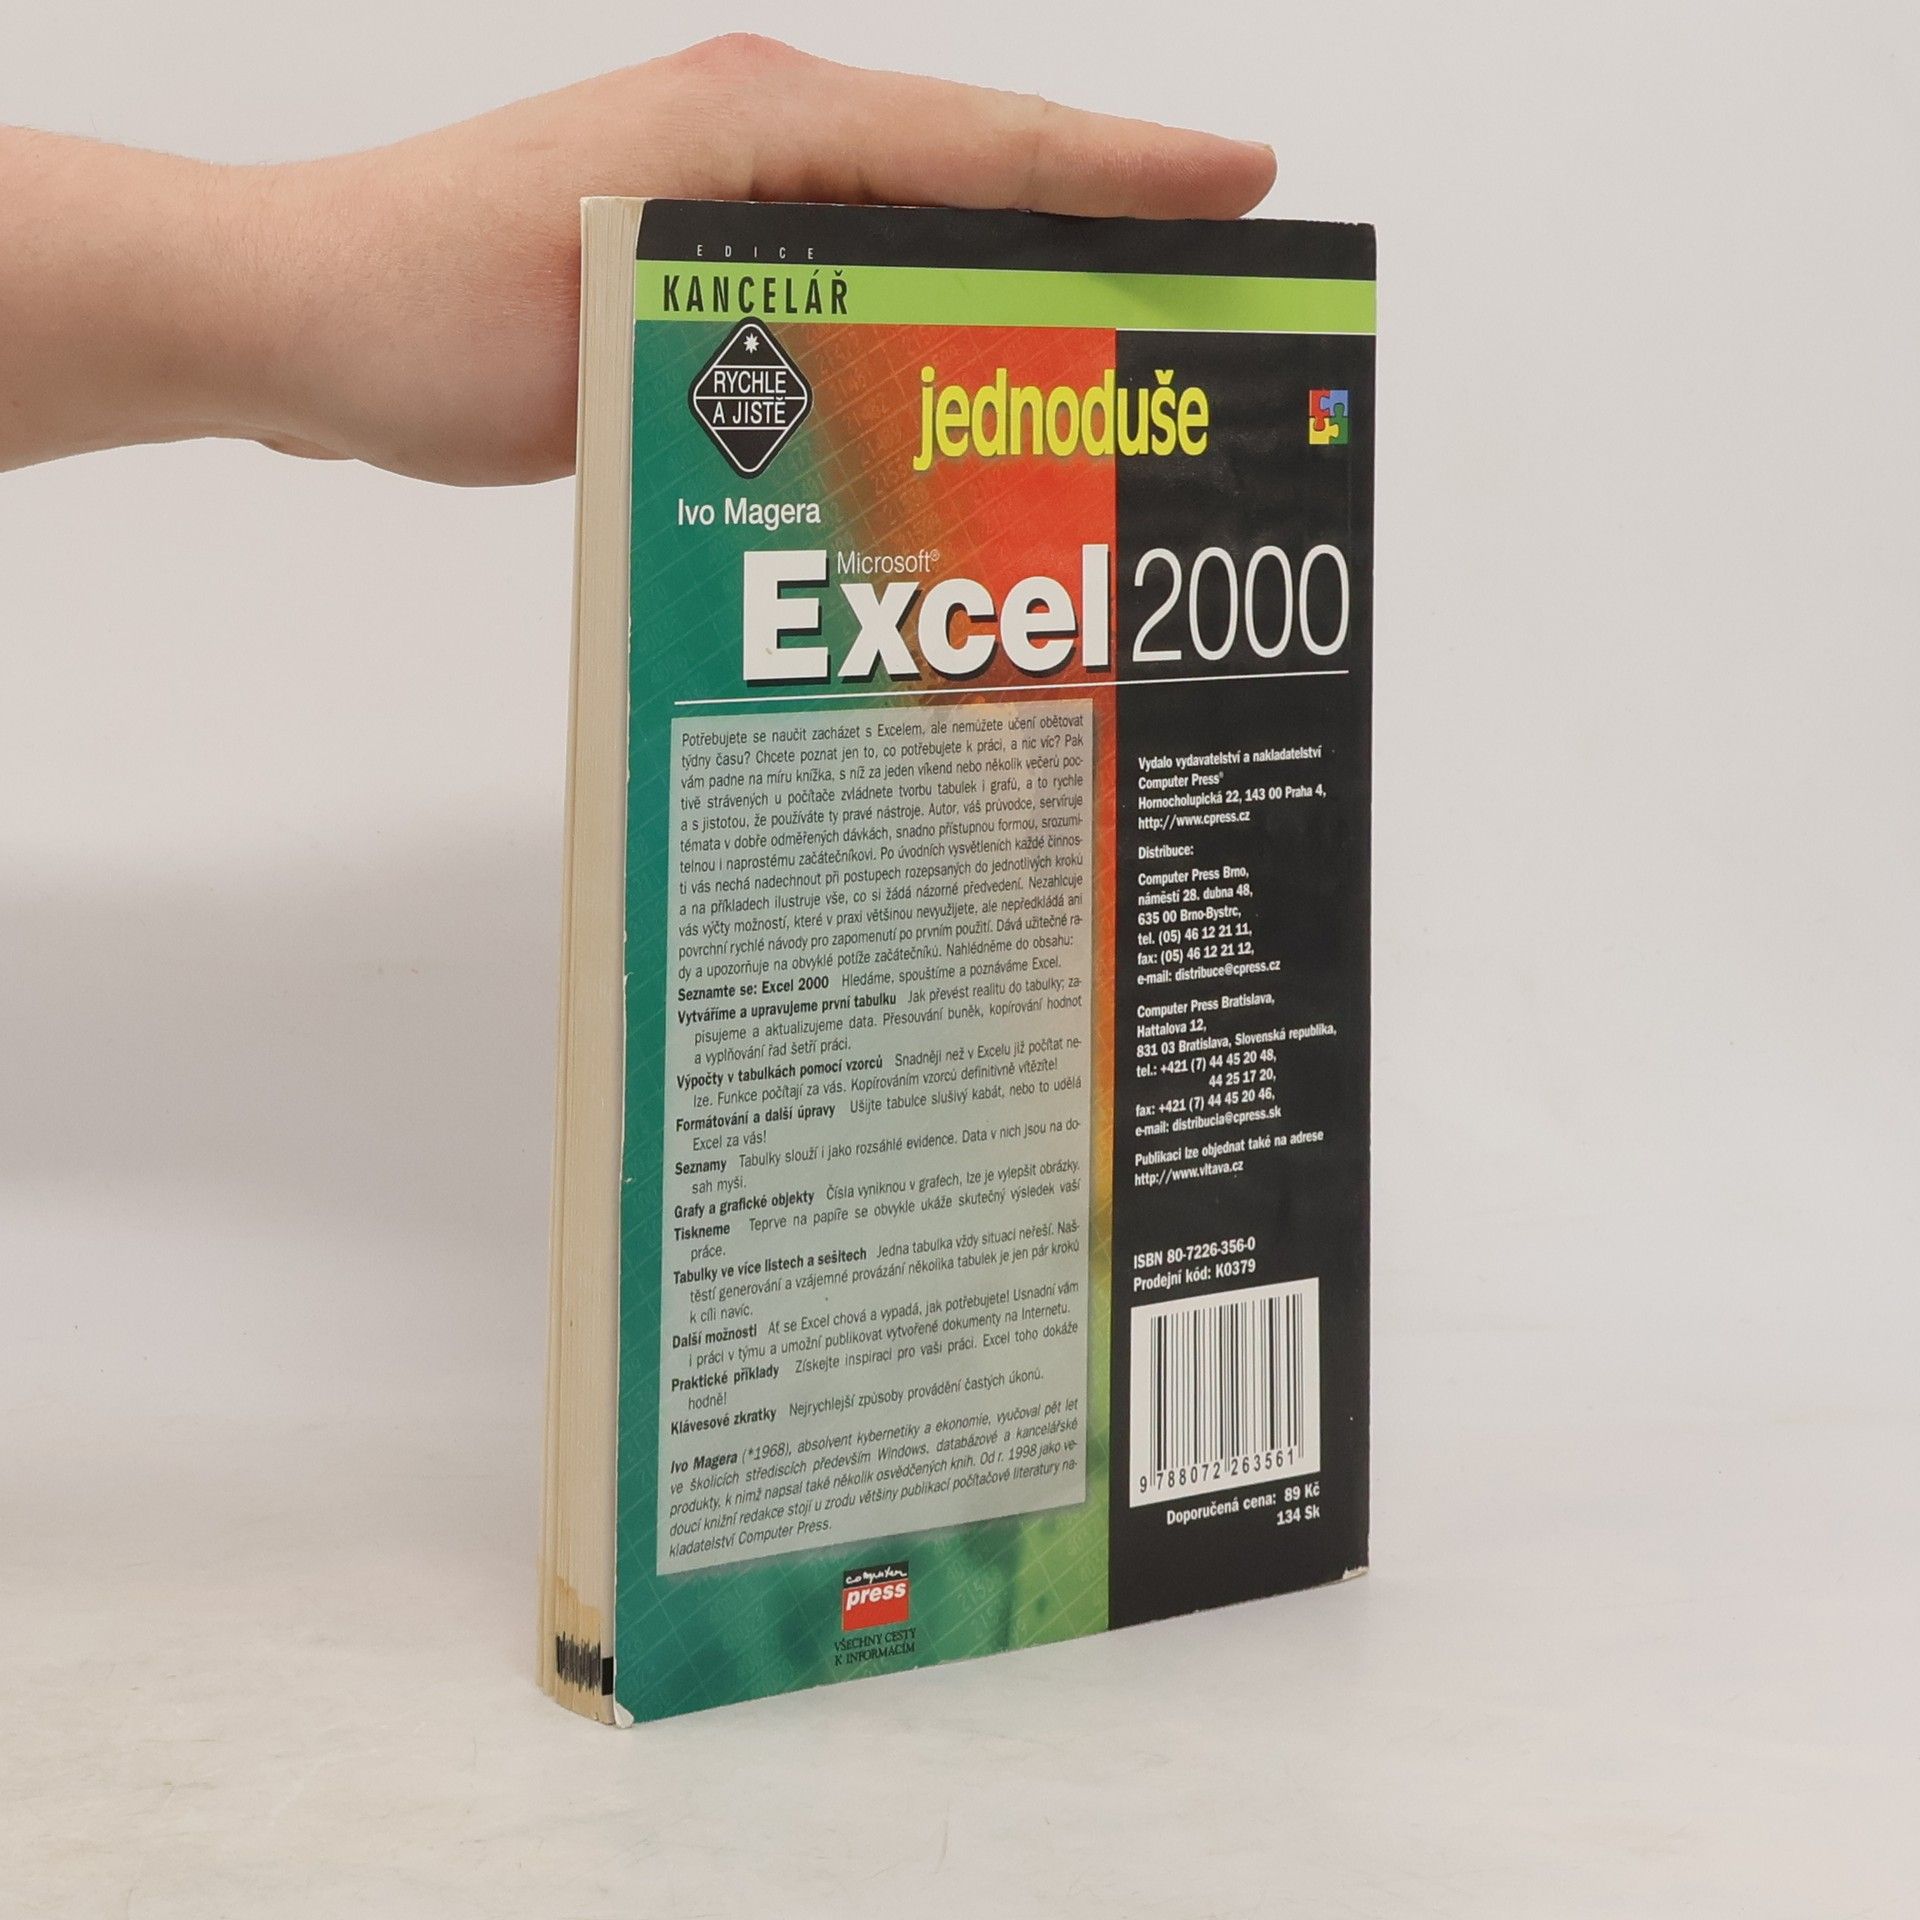 EDICE
KANCELÁŘ
RYCHLE
A JISTĚ
jednoduše
Ivo Magera
Microsoft®
Excel 2000
Potřebujete se naučit zacházet s Excelem, ale nemůžete učení obětovat
týdny času? Chcete poznat jen to, co potřebujete k práci, a nic víc? Pak
vám padne na míru knížka, s níž za jeden víkend nebo několik večerů poc-
tivě strávených u počítače zvládnete tvorbu tabulek i grafů, a to rychle
a s jistotou, že používáte ty pravé nástroje. Autor, váš průvodce, servíruje
témata v dobře odměřených dávkách, snadno přístupnou formou, srozumi-
telnou i naprostému začátečníkovi. Po úvodních vysvětleních každé činnos-
ti vás nechá nadechnout při postupech rozepsaných do jednotlivých kroků
a na příkladech ilustruje vše, co si žádá názorné předvedení. Nezahlcuje
vás výčty možností, které v praxi většinou nevyužijete, ale nepředkládá ani
povrchní rychlé návody pro zapomenutí po prvním použití. Dává užitečné ra-
dy a upozorňuje na obvyklé potíže začátečníků. Nahlédněme do obsahu:
Seznamte se: Excel 2000 Hledáme, spouštíme a poznáváme Excel.
Vytváříme a upravujeme první tabulku Jak převést realitu do tabulky; za-
pisujeme a aktualizujeme data. Přesouvání buněk, kopírování hodnot
a vyplňování řad šetří práci.
Výpočty v tabulkách pomocí vzorců Snadněji než v Excelu již počítat ne-
lze. Funkce počítají za vás. Kopírováním vzorců definitivně vítězíte!
Formátování a další úpravy Ušijte tabulce slušivý kabát, nebo to udělá
Excel za vás!
Seznamy Tabulky slouží i jako rozsáhlé evidence. Data v nich jsou na do-
sah myši.
Grafy a grafické objekty Čísla vyniknou v grafech, lze je vylepšit obrázky.
Tiskneme Teprve na papíře se obvykle ukáže skutečný výsledek vaší
práce.
Tabulky ve více listech a sešitech Jedna tabulka vždy situaci neřeší. Naš-
těstí generování a vzájemné provázání několika tabulek je jen pár kroků
k cíli navíc.
Další možnosti Ať se Excel chová a vypadá, jak potřebujete! Usnadní vám
i práci v týmu a umožní publikovat vytvořené dokumenty na Internetu.
Praktické příklady Získejte inspiraci pro vaši práci. Excel toho dokáže
hodně!
Klávesové zkratky Nejrychlejší způsoby provádění častých úkonů.
Ivo Magera (*1968), absolvent kybernetiky a ekonomie, vyučoval pět let
ve školicích střediscích především Windows, databázové a kancelářské
produkty, k nimž napsal také několik osvědčených knih. Od r. 1998 jako ve-
doucí knižní redakce stojí u zrodu většiny publikací počítačové literatury na-
kladatelství Computer Press.
computer
press
VŠECHNY CESTY
K INFORMACÍM
Vydalo vydavatelství a nakladatelství
Computer Press®
Hornocholupická 22, 143 00 Praha 4,
http://www.cpress.cz
Distribuce:
Computer Press Brno,
náměstí 28. dubna 48,
635 00 Brno-Bystrc,
tel. (05) 46 12 21 11,
fax: (05) 46 12 21 12,
e-mail: distribuce@cpress.cz
Computer Press Bratislava,
Hattalova 12,
831 03 Bratislava, Slovenská republika,
tel.: +421 (7) 44 45 20 48,
44 25 17 20,
fax: +421 (7) 44 45 20 46,
e-mail: distribucia@cpress.sk
Publikaci lze objednat také na adrese
http://www.vltava.cz
ISBN 80-7226-356-0
Prodejní kód: K0379
9 788072 263561
Doporučená cena: 89 Kč
134 Sk